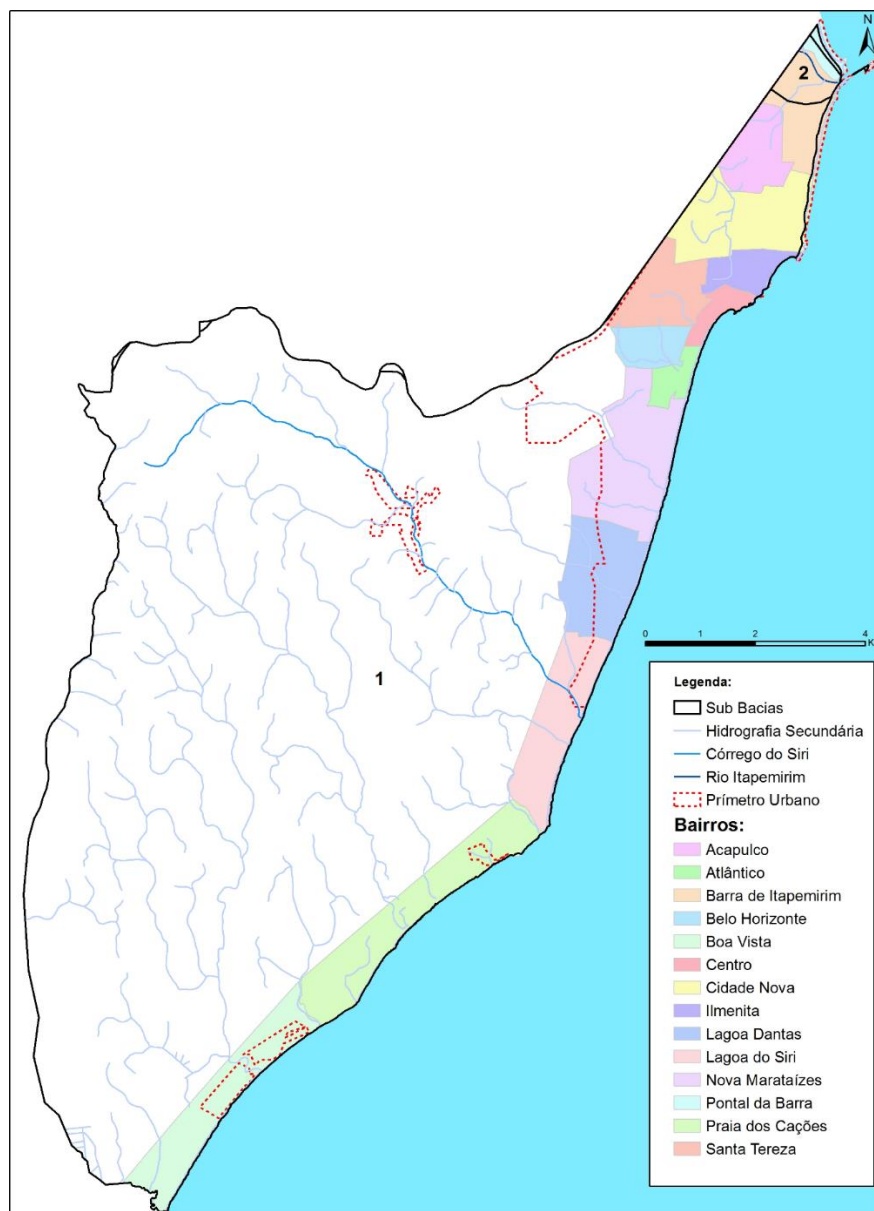 N
2
1
0 1 2 4
K
Legenda:
Sub Bacias
Hidrografia Secundária
Córrego do Siri
Rio Itapemirim
Prímetro Urbano
Bairros:
Acapulco
Atlântico
Barra de Itapemirim
Belo Horizonte
Boa Vista
Centro
Cidade Nova
Ilmenita
Lagoa Dantas
Lagoa do Siri
Nova Marataízes
Pontal da Barra
Praia dos Cações
Santa Tereza